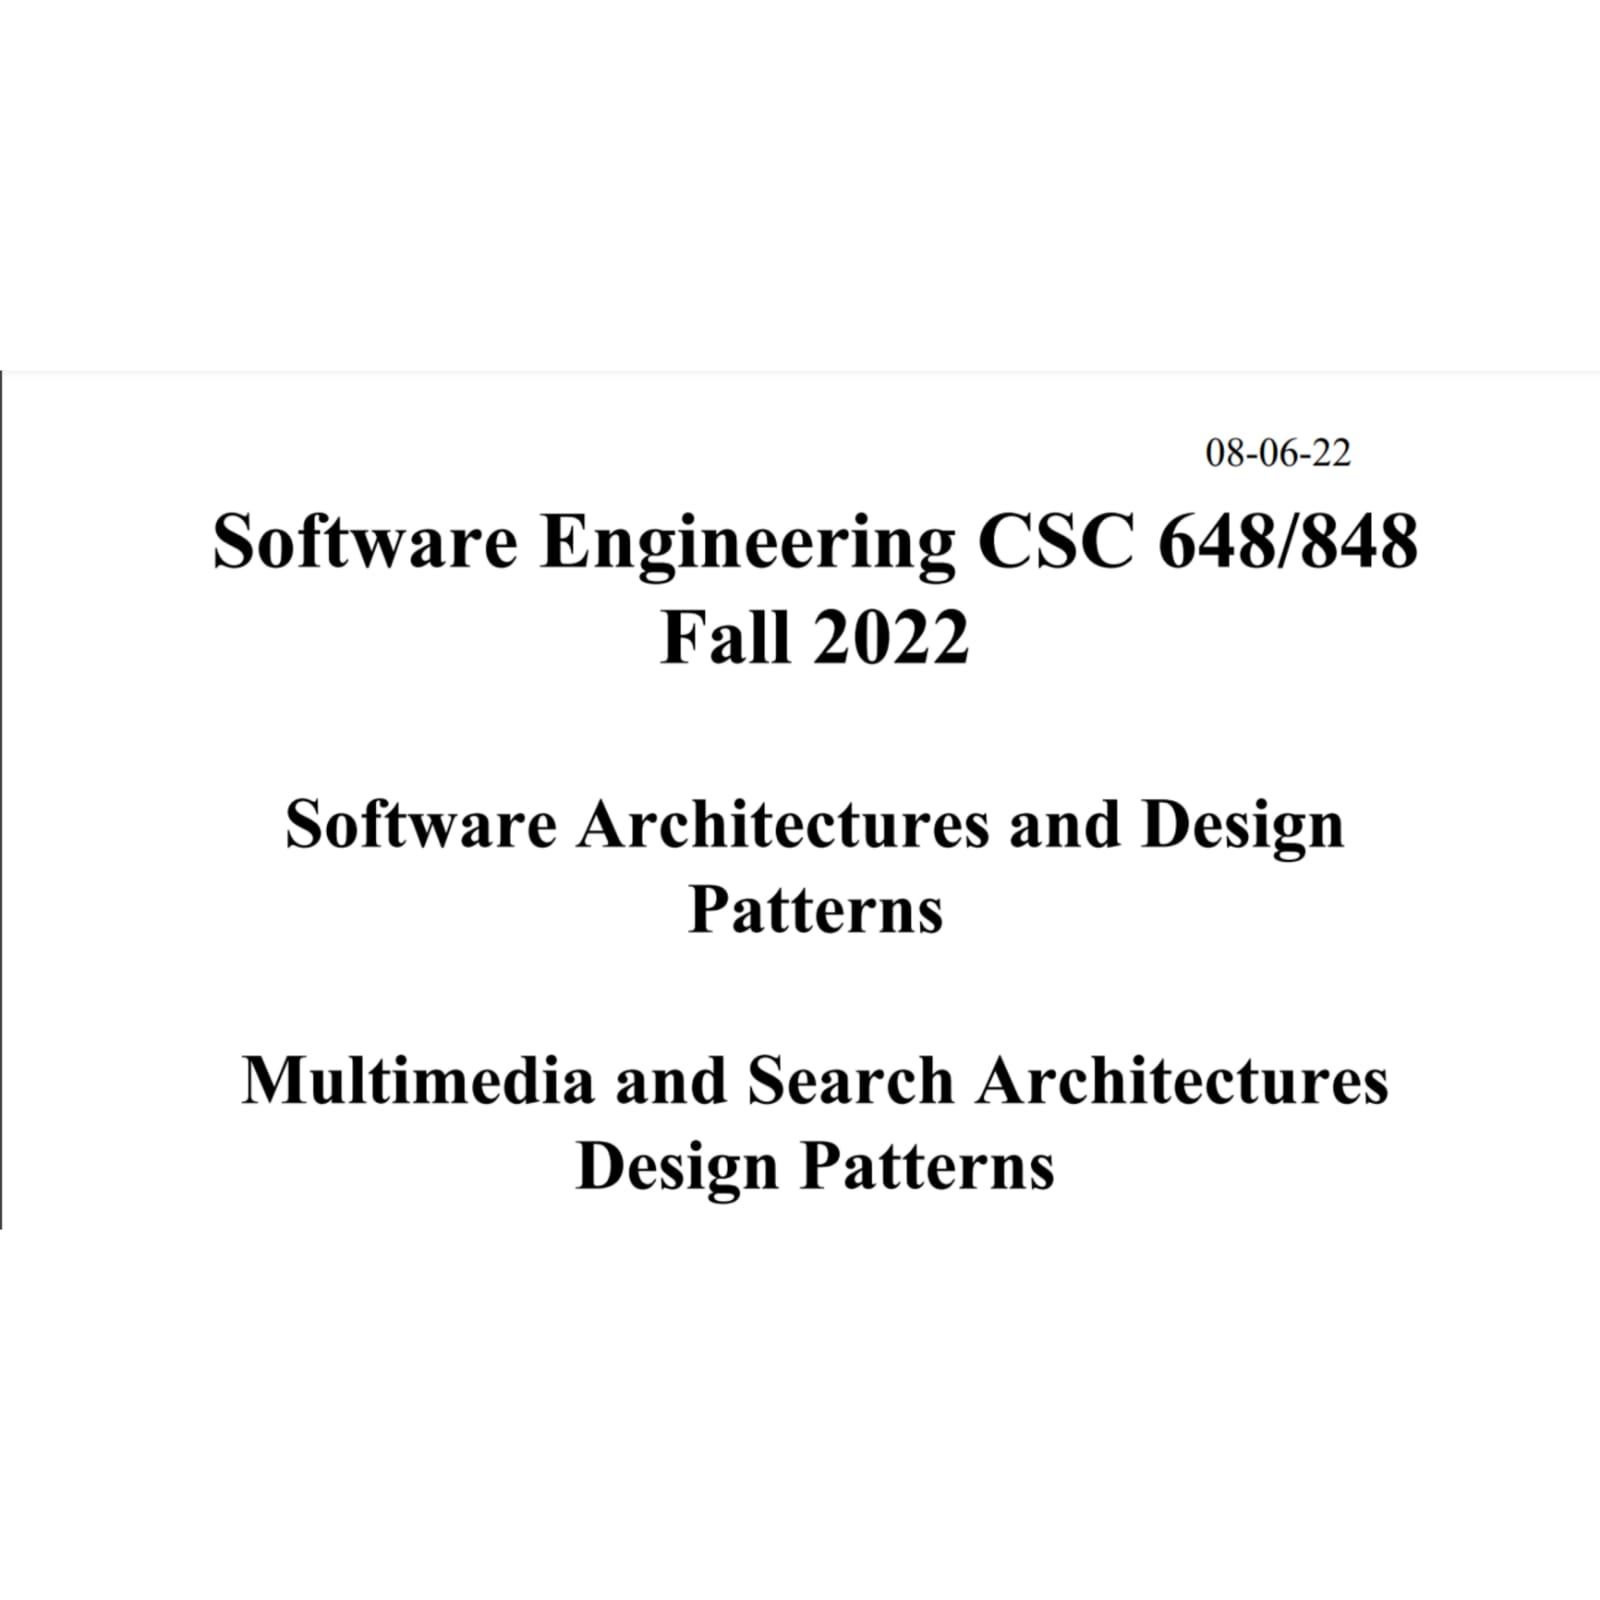 08-06-22
Software Engineering CSC 648/848
Fall 2022
Software Architectures and Design
Patterns
Multimedia and Search Architectures
Design Patterns